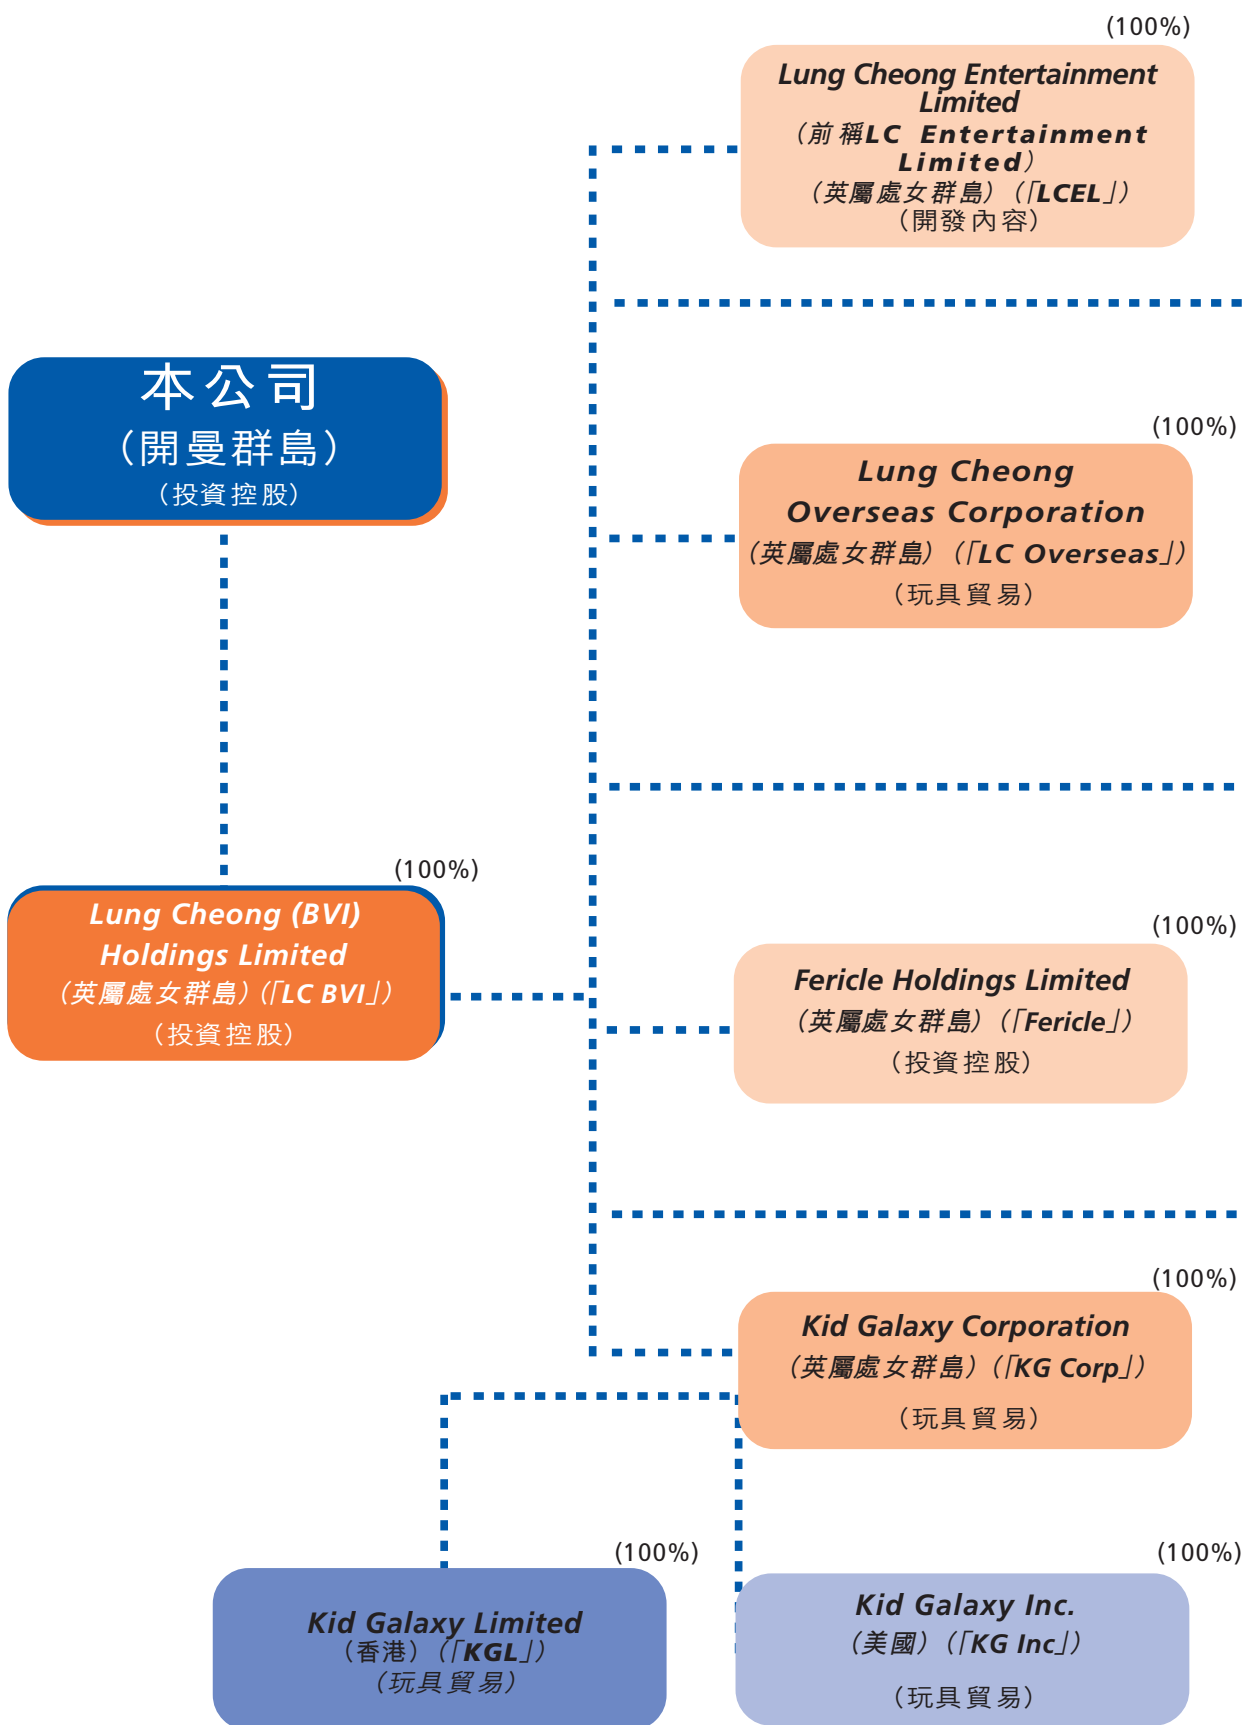 (100%)
Lung Cheong Entertainment
Limited
（前稱LC Entertainment
Limited）
（英屬處女群島）（「LCEL」）
（開發內容）
本公司
（開曼群島）
（投資控股）
(100%)
Lung Cheong
Overseas Corporation
（英屬處女群島）（「LC Overseas」）
（玩具貿易）
(100%)
Lung Cheong (BVI)
Holdings Limited
（英屬處女群島）（「LC BVI」）
（投資控股）
(100%)
Fericle Holdings Limited
（英屬處女群島）（「Fericle」）
（投資控股）
(100%)
Kid Galaxy Corporation
（英屬處女群島）（「KG Corp」）
（玩具貿易）
(100%)
Kid Galaxy Limited
（香港）（「KGL」）
（玩具貿易）
(100%)
Kid Galaxy Inc.
（美國）（「KG Inc」）
（玩具貿易）